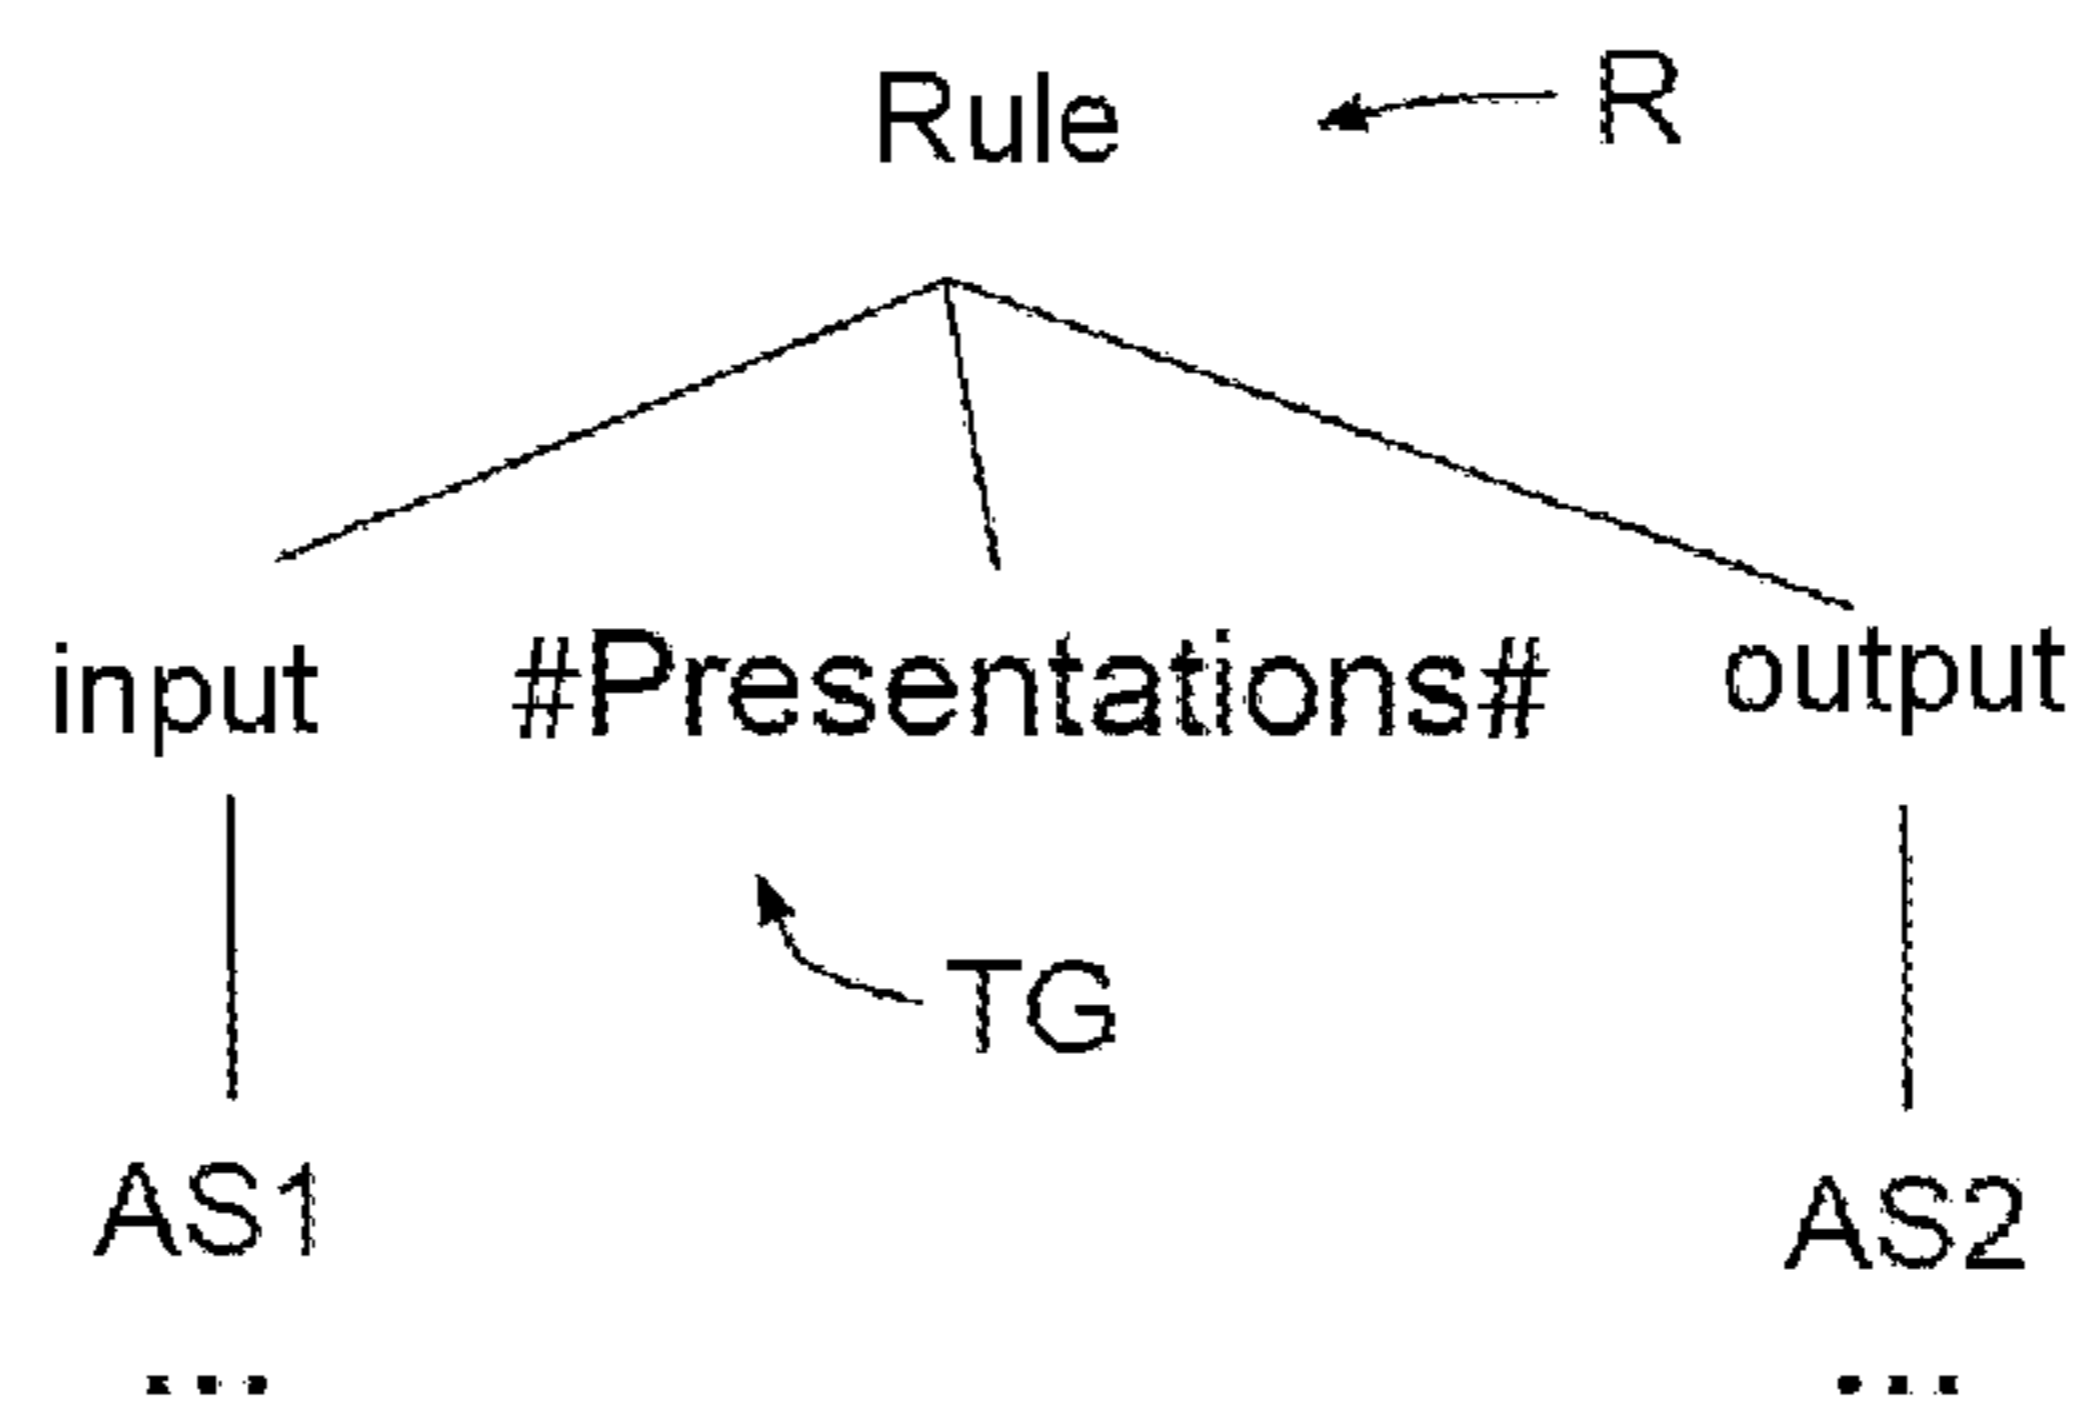 Rule R
input #Presentations# output
TG
AS1 AS2
... ...